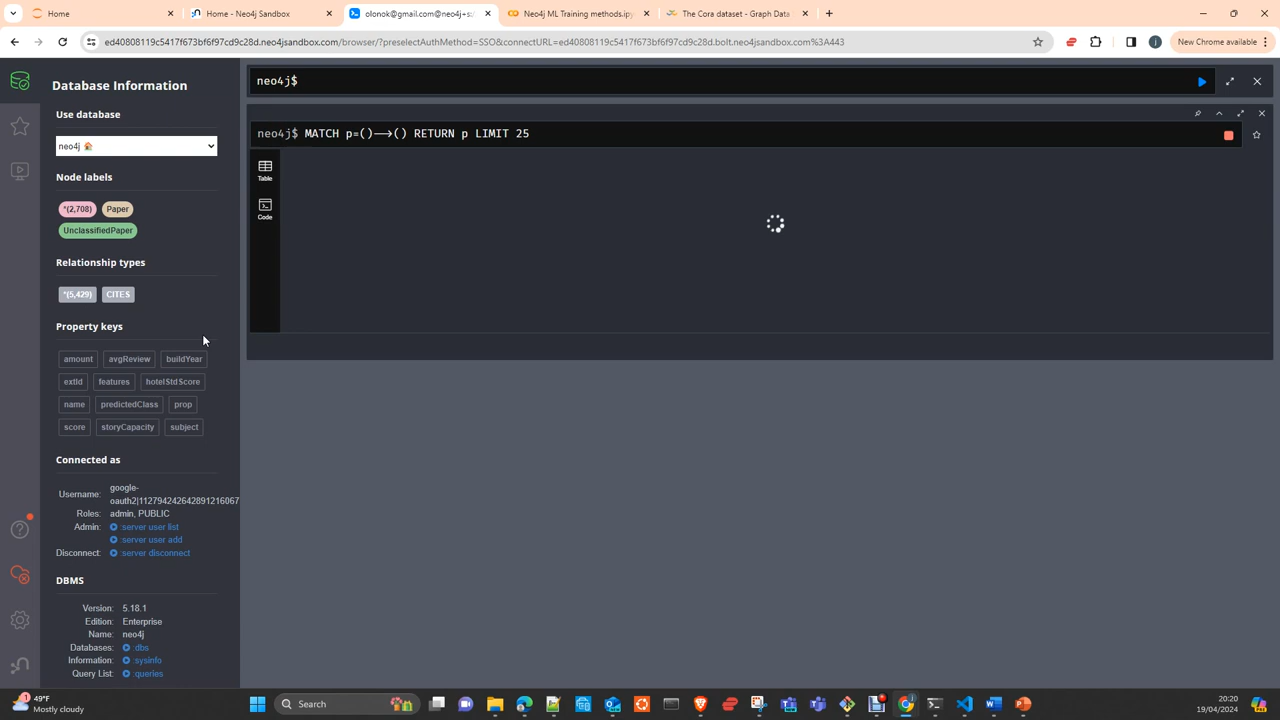 Home
Home - Neo4j Sandbox
olonok@gmail.com@neo4j+s:
Neo4j ML Training methods.ipy
The Cora dataset - Graph Data
ed40808119c5417f673bf6f97cd9c28d.neo4jsandbox.com/browser/?preselectAuthMethod=SSO&connectURL=ed40808119c5417f673bf6f97cd9c28d.bolt.neo4jsandbox.com%3A443
New Chrome available
Database Information
Use database
neo4j
Node labels
*(2,708) Paper
UnclassifiedPaper
Relationship types
*(5,429) CITES
Property keys
amount avgReview buildYear
extId features hotelStdScore
name predictedClass prop
score storyCapacity subject
Connected as
Username: google-
oauth2|112794242642891216067
Roles: admin, PUBLIC
Admin: :server user list
:server user add
Disconnect: :server disconnect
DBMS
Version: 5.18.1
Edition: Enterprise
Name: neo4j
Databases: :dbs
Information: :sysinfo
Query List: :queries
neo4j$
neo4j$ MATCH p=()-->() RETURN p LIMIT 25
Table
Code
1
49°F
Mostly cloudy
Search
20:20
19/04/2024